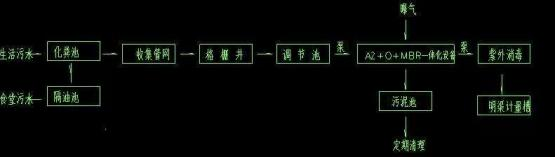 曝气
生活污水 化粪池 收集管网 格栅井 调节池 泵 A2+O+MBR一体化设备 泵 紫外消毒
食堂污水 隔油池 污泥池 明渠计量槽
定期清理